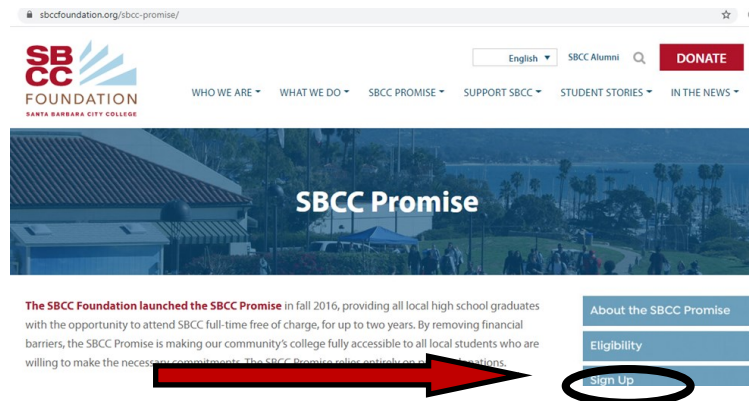 sbccfoundation.org/sbcc-promise/
English
SBCC Alumni
DONATE
SB
CC
FOUNDATION
SANTA BARBARA CITY COLLEGE
WHO WE ARE
WHAT WE DO
SBCC PROMISE
SUPPORT SBCC
STUDENT STORIES
IN THE NEWS
SBCC Promise
The SBCC Foundation launched the SBCC Promise in fall 2016, providing all local high school graduates
with the opportunity to attend SBCC full-time free of charge, for up to two years. By removing financial
barriers, the SBCC Promise is making our community's college fully accessible to all local students who are
willing to make the necessary commitments. The SBCC Promise relies entirely on donations.
About the SBCC Promise
Eligibility
Sign Up